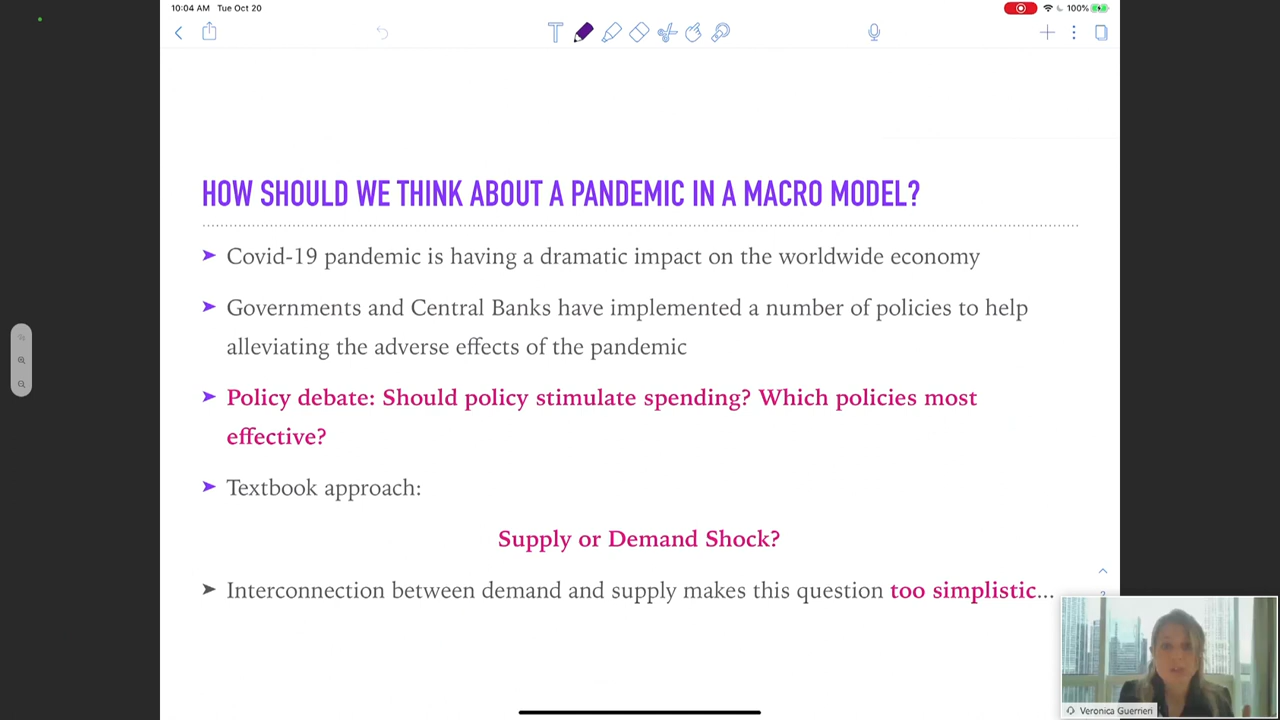 10:04 AM Tue Oct 20
100%
HOW SHOULD WE THINK ABOUT A PANDEMIC IN A MACRO MODEL?
➤ Covid-19 pandemic is having a dramatic impact on the worldwide economy
➤ Governments and Central Banks have implemented a number of policies to help
alleviating the adverse effects of the pandemic
➤ Policy debate: Should policy stimulate spending? Which policies most
effective?
➤ Textbook approach:
Supply or Demand Shock?
➤ Interconnection between demand and supply makes this question too simplistic...
Veronica Guerrieri